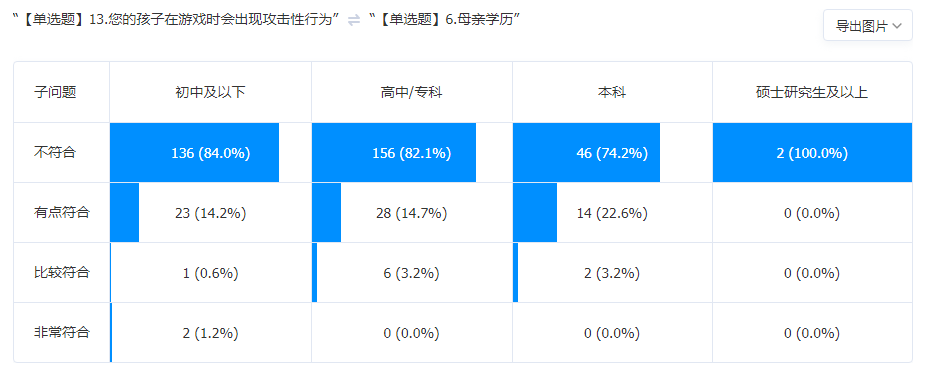 “【单选题】13.您的孩子在游戏时会出现攻击性行为” ⇌ “【单选题】6.母亲学历”
导出图片
子问题 初中及以下 高中/专科 本科 硕士研究生及以上
不符合 136 (84.0%) 156 (82.1%) 46 (74.2%) 2 (100.0%)
有点符合 23 (14.2%) 28 (14.7%) 14 (22.6%) 0 (0.0%)
比较符合 1 (0.6%) 6 (3.2%) 2 (3.2%) 0 (0.0%)
非常符合 2 (1.2%) 0 (0.0%) 0 (0.0%) 0 (0.0%)